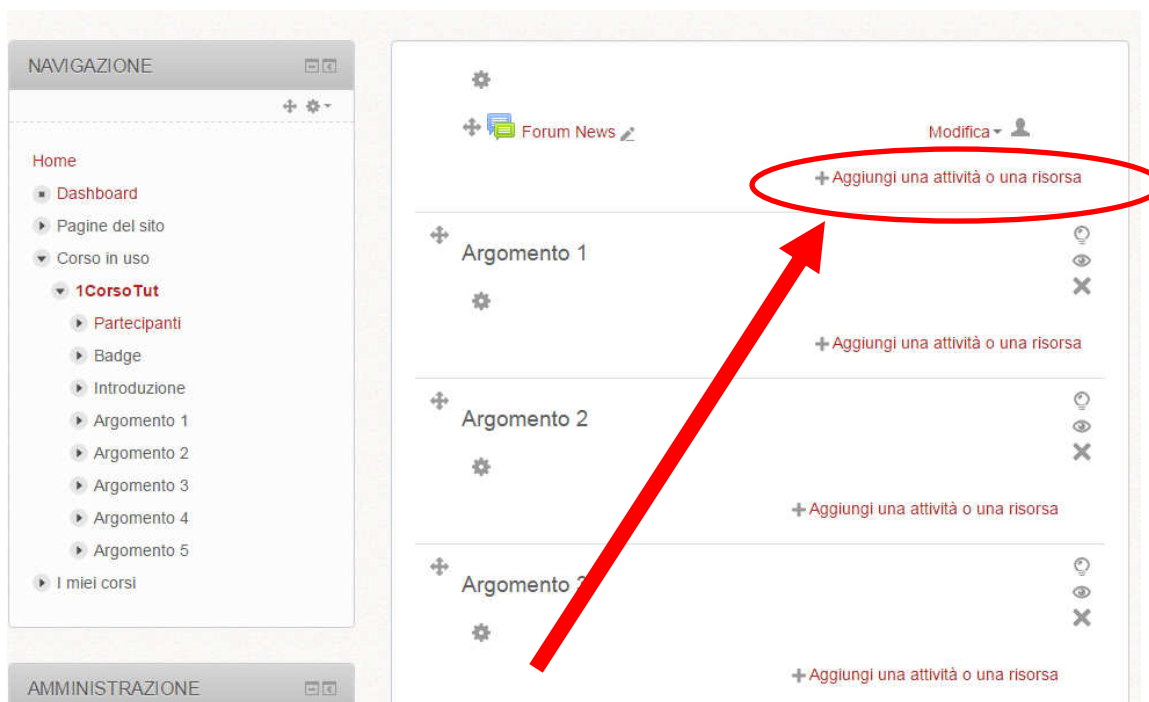 NAVIGAZIONE
Home
Dashboard
Pagine del sito
Corso in uso
1CorsoTut
Partecipanti
Badge
Introduzione
Argomento 1
Argomento 2
Argomento 3
Argomento 4
Argomento 5
I miei corsi
AMMINISTRAZIONE
Forum News
Modifica
Aggiungi una attività o una risorsa
Argomento 1
Aggiungi una attività o una risorsa
Argomento 2
Aggiungi una attività o una risorsa
Argomento 3
Aggiungi una attività o una risorsa